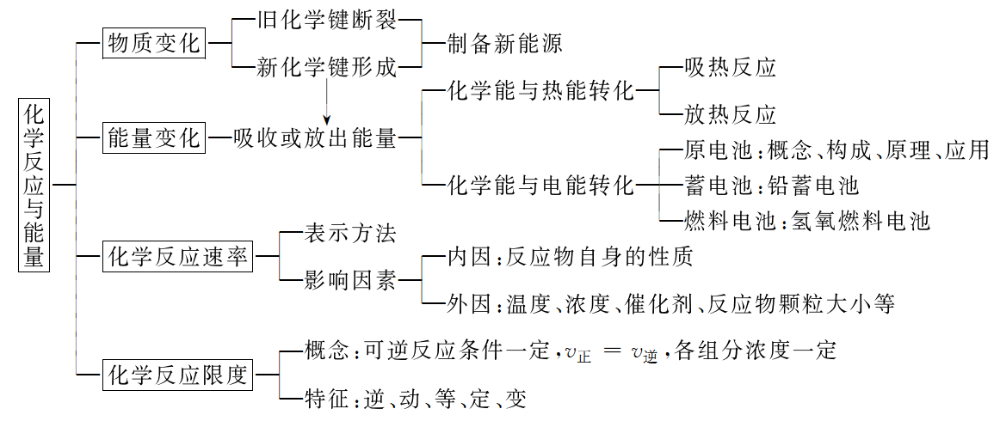 化学反应与能量
物质变化
旧化学键断裂
新化学键形成
制备新能源
能量变化
吸收或放出能量
化学能与热能转化
吸热反应
放热反应
化学能与电能转化
原电池:概念、构成、原理、应用
蓄电池:铅蓄电池
燃料电池:氢氧燃料电池
化学反应速率
表示方法
影响因素
内因:反应物自身的性质
外因:温度、浓度、催化剂、反应物颗粒大小等
化学反应限度
概念:可逆反应条件一定,v正 = v逆,各组分浓度一定
特征:逆、动、等、定、变